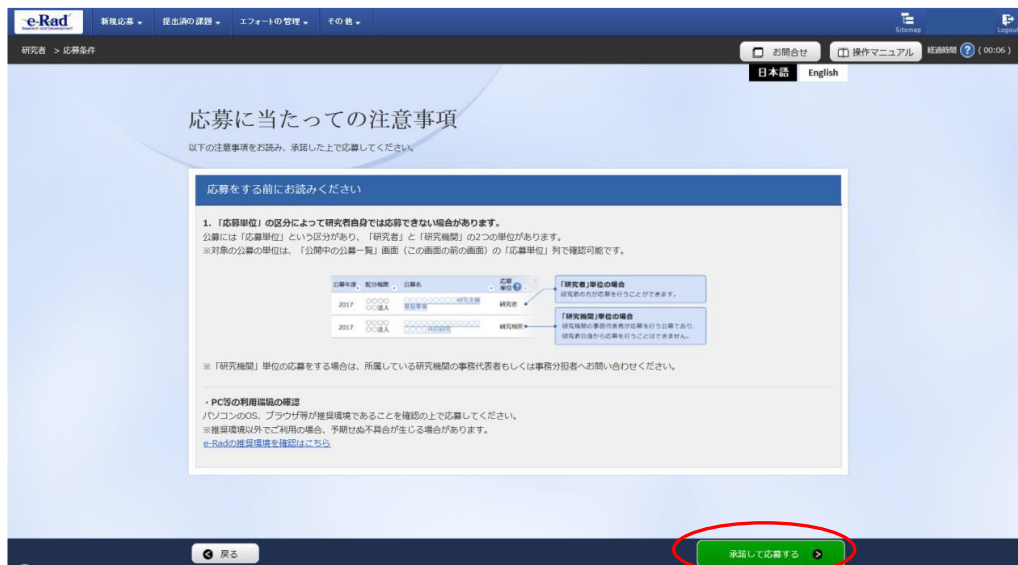 e-Rad
新規応募
提出済の課題
エフォートの管理
その他
Sitemap
Logout
研究者 > 応募条件
お問合せ
操作マニュアル
経過時間 ? (00:06)
日本語
English
応募に当たっての注意事項
以下の注意事項をお読み、承諾した上で応募してください。
応募をする前にお読みください
1. 「応募単位」の区分によって研究者自身では応募できない場合があります。
公募には「応募単位」という区分があり、「研究者」と「研究機関」の2つの単位があります。
※対象の公募の単位は、「公開中の公募一覧」画面（この画面の前の画面）の「応募単位」列で確認可能です。
公募年度 配分機関 公募名 応募単位 ?
2017 〇〇〇〇〇〇法人 研究支援 研究者
2017 〇〇〇〇〇〇法人 共同研究 研究機関
「研究者」単位の場合
研究者の方が応募を行うことができます。
「研究機関」単位の場合
研究機関の事務代表者が応募を行う公募であり、
研究者自身から応募を行うことはできません。
※「研究機関」単位の応募をする場合は、所属している研究機関の事務代表者もしくは事務分担者へお問い合わせください。
・PC等の利用環境の確認
パソコンのOS、ブラウザ等が推奨環境であることを確認の上で応募してください。
※推奨環境以外でご利用の場合、予期せぬ不具合が生じる場合があります。
e-Radの推奨環境を確認はこちら
戻る
承諾して応募する